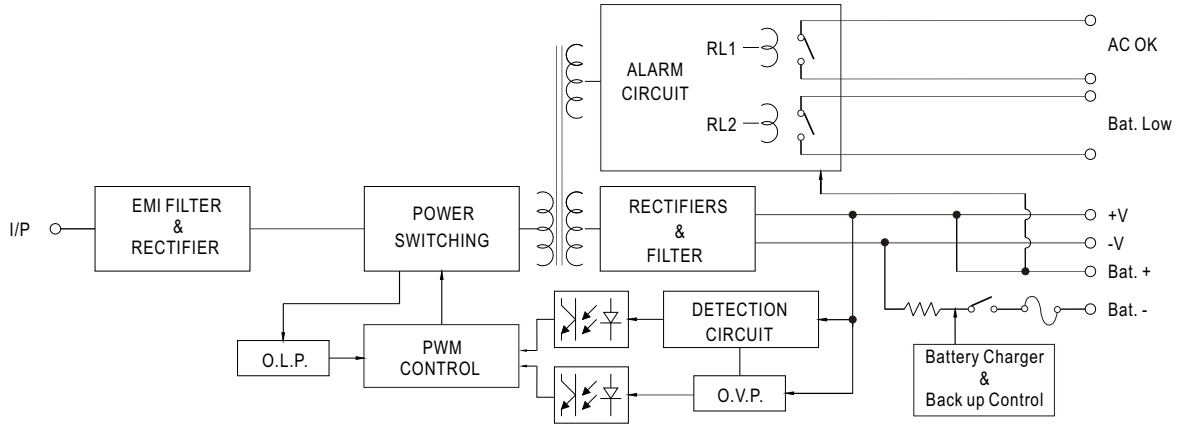 RL1
AC OK
ALARM
CIRCUIT
RL2
Bat. Low
I/P
EMI FILTER
&
RECTIFIER
POWER
SWITCHING
RECTIFIERS
&
FILTER
+V
-V
Bat. +
Bat. -
O.L.P.
PWM
CONTROL
DETECTION
CIRCUIT
O.V.P.
Battery Charger
&
Back up Control